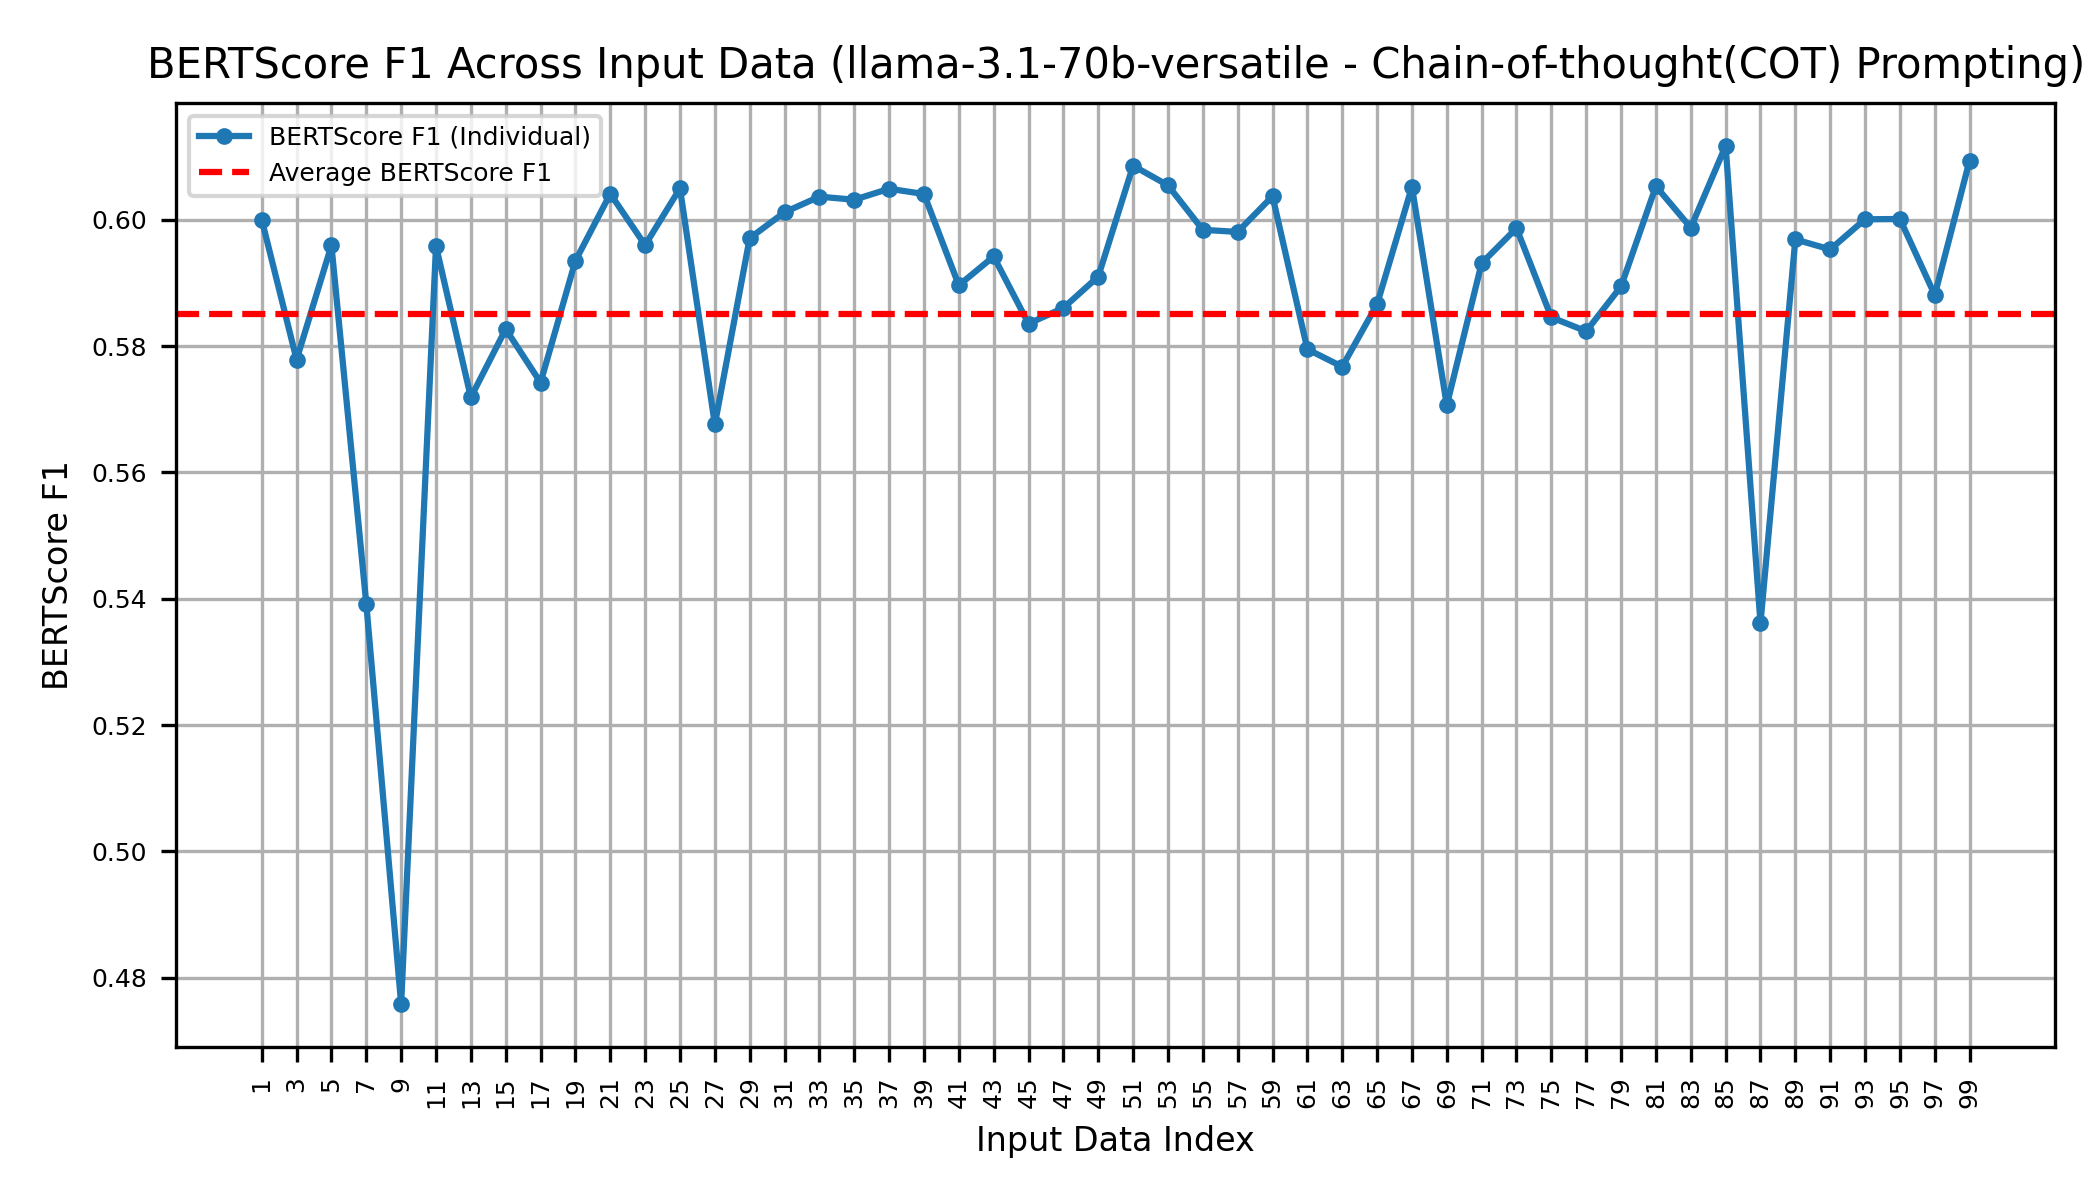 BERTScore F1 Across Input Data (llama-3.1-70b-versatile - Chain-of-thought(COT) Prompting)
BERTScore F1 (Individual)
Average BERTScore F1
0.60
0.58
0.56
0.54
0.52
0.50
0.48
BERTScore F1
1 3 5 7 9 11 13 15 17 19 21 23 25 27 29 31 33 35 37 39 41 43 45 47 49 51 53 55 57 59 61 63 65 67 69 71 73 75 77 79 81 83 85 87 89 91 93 95 97 99
Input Data Index